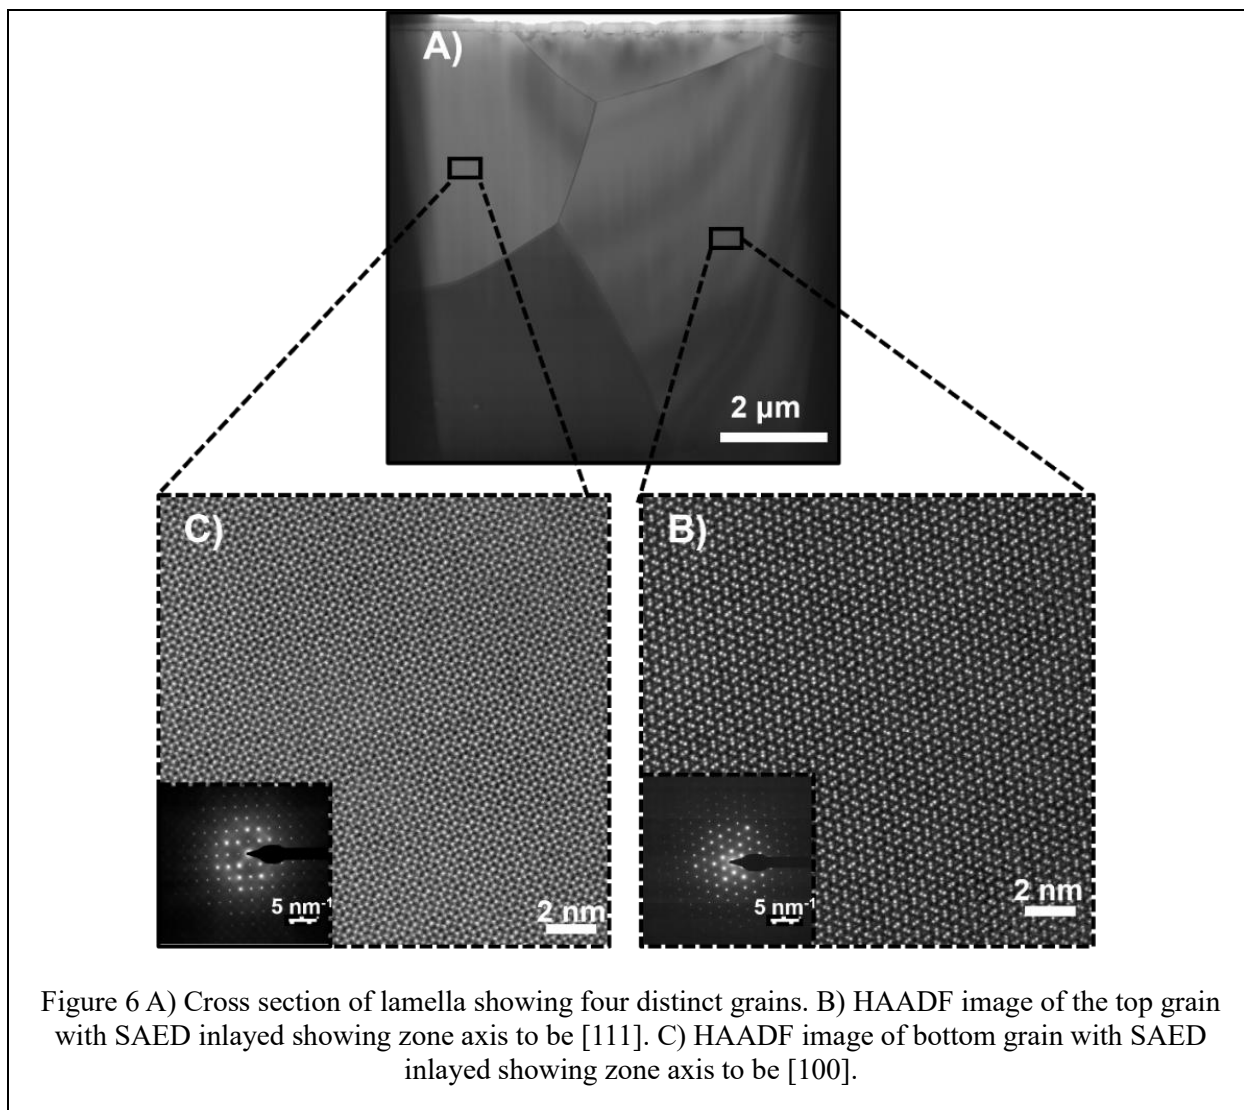 A)
2 µm
C)
B)
5 nm-1
2 nm
5 nm-1
2 nm
Figure 6 A) Cross section of lamella showing four distinct grains. B) HAADF image of the top grain
with SAED inlayed showing zone axis to be [111]. C) HAADF image of bottom grain with SAED
inlayed showing zone axis to be [100].